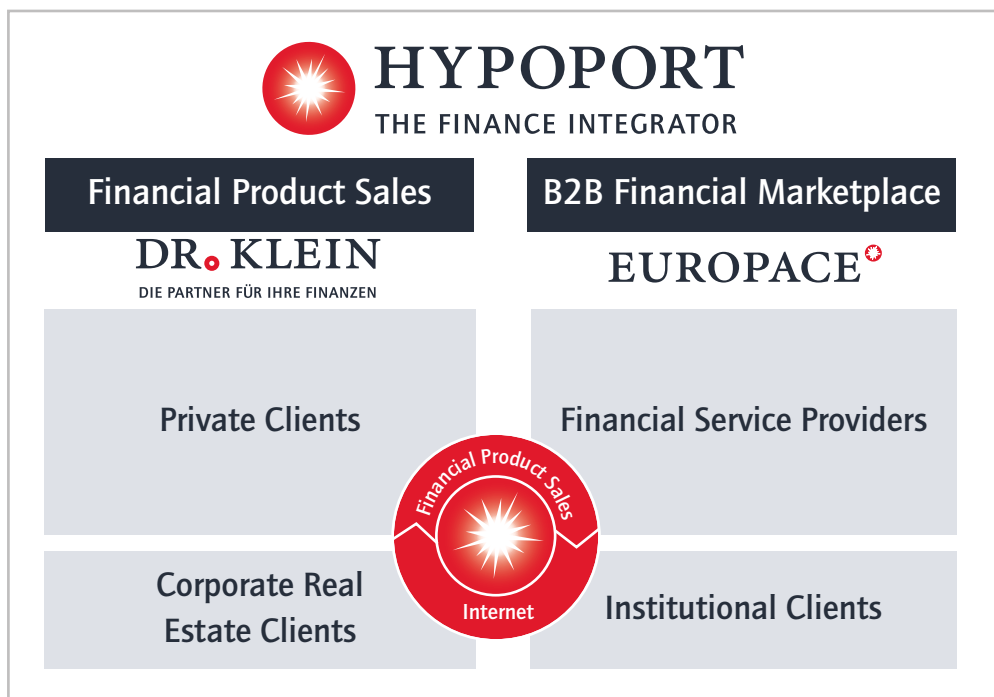 HYPOPORT
THE FINANCE INTEGRATOR
Financial Product Sales
B2B Financial Marketplace
DR. KLEIN
DIE PARTNER FÜR IHRE FINANZEN
EUROPACE
Private Clients
Financial Service Providers
Financial Product Sales
Internet
Corporate Real
Estate Clients
Institutional Clients